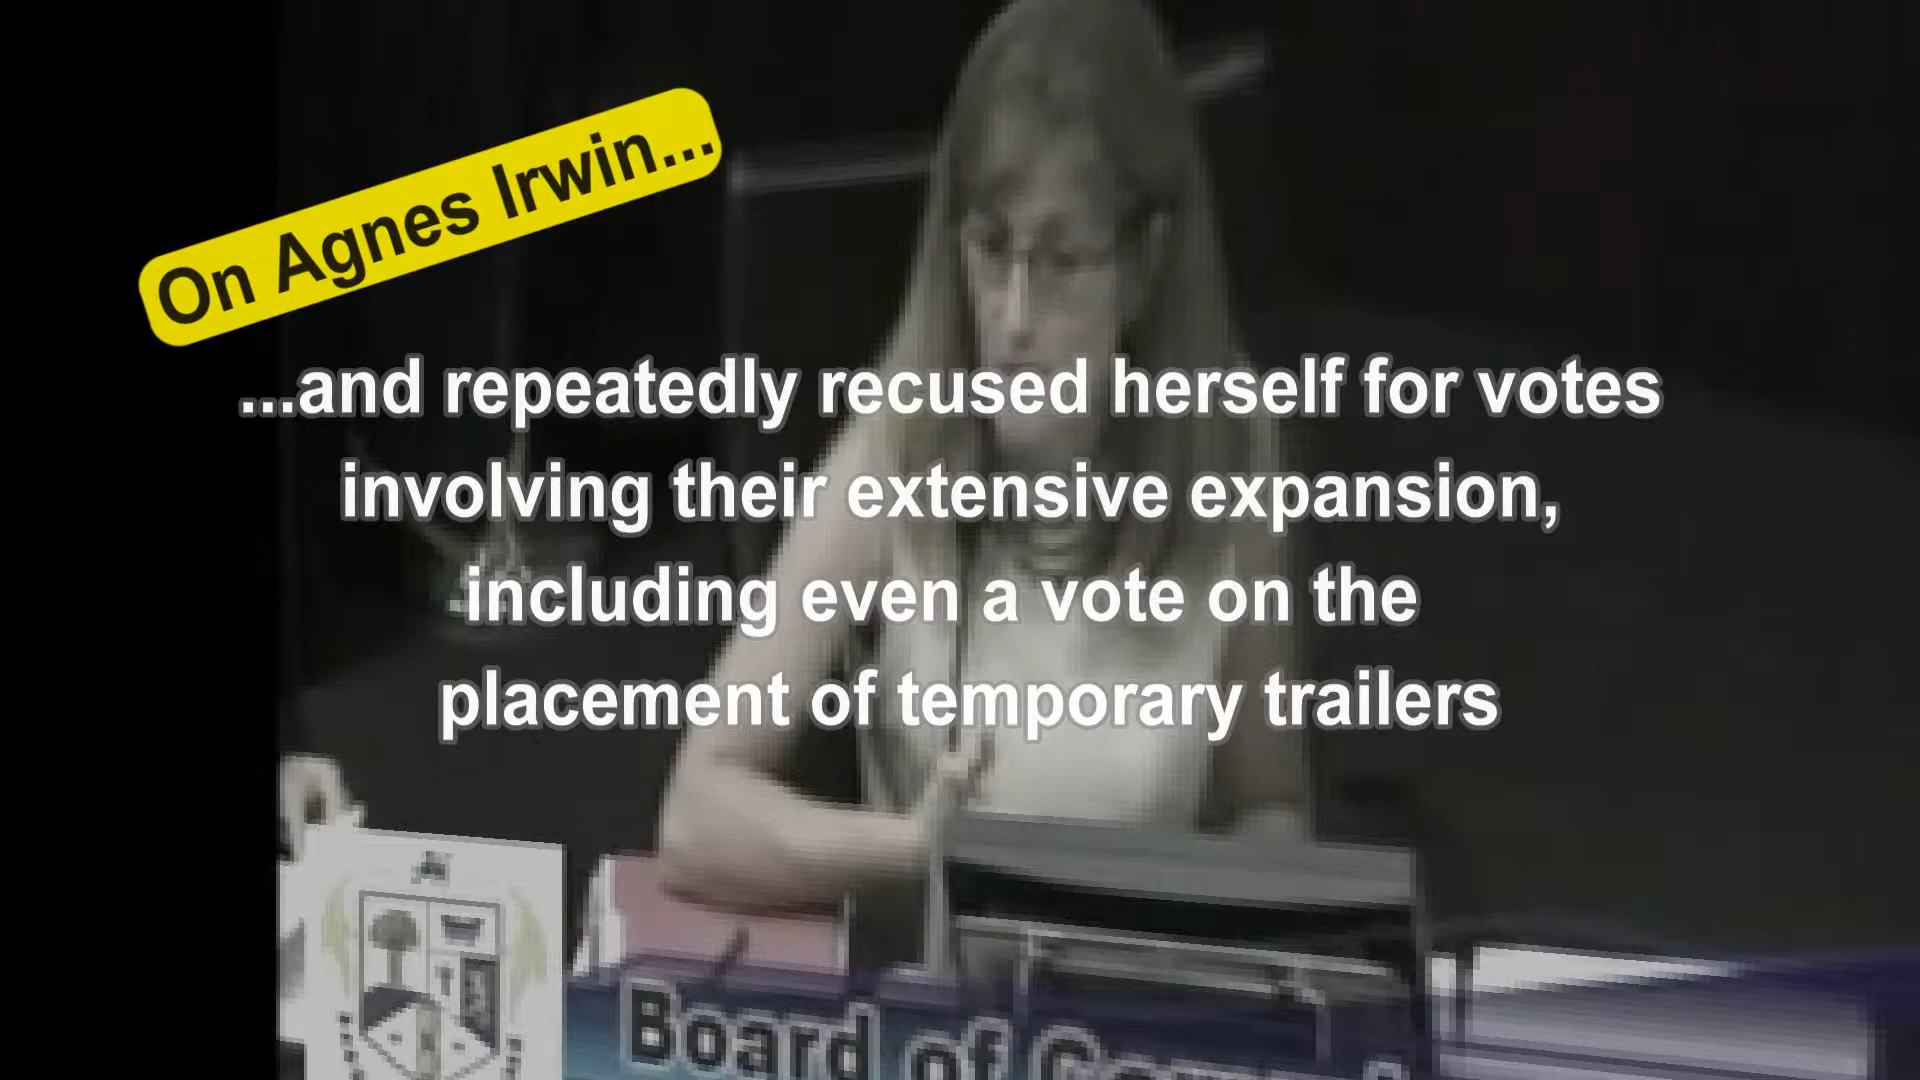 On Agnes Irwin...
...and repeatedly recused herself for votes
involving their extensive expansion,
including even a vote on the
placement of temporary trailers
Board of